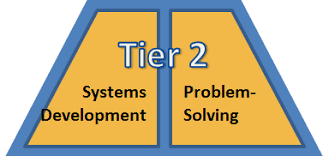 Tier 2
Systems
Development
Problem-
Solving